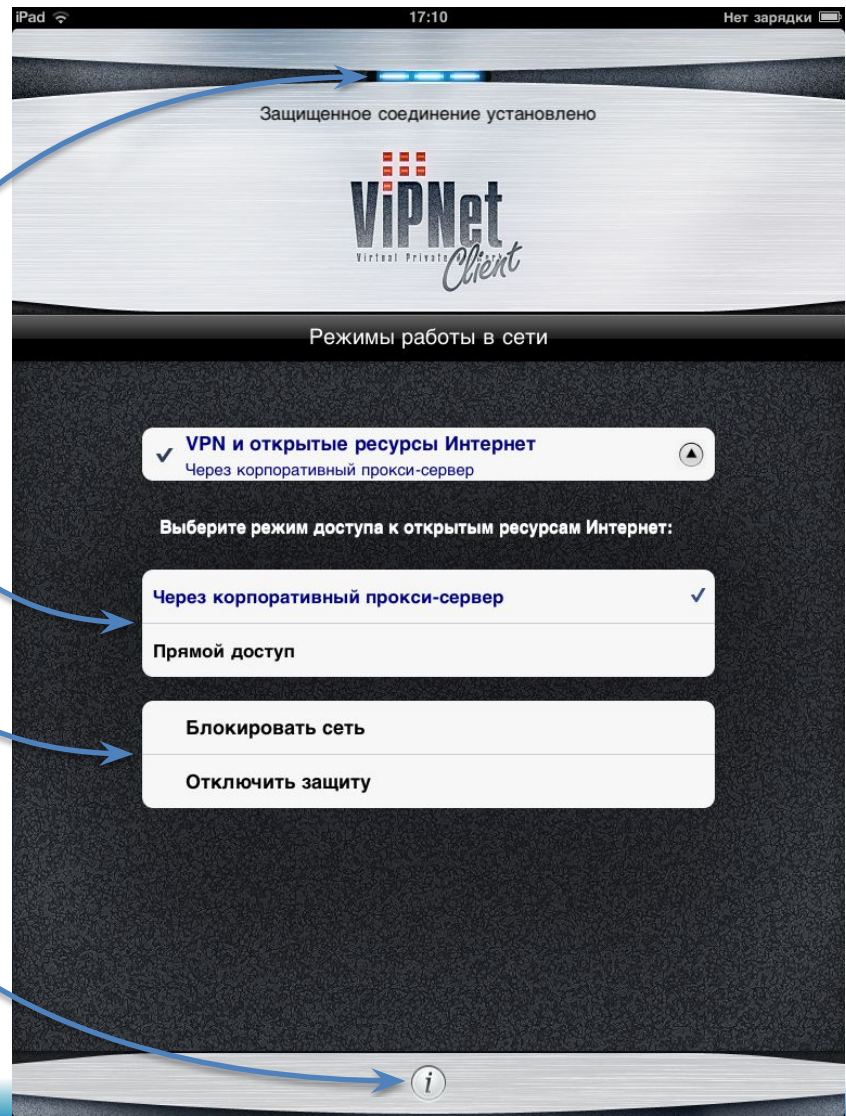 iPad 17:10 Нет зарядки
Защищенное соединение установлено
ViPNet
Virtual Private Network
Client
Режимы работы в сети
VPN и открытые ресурсы Интернет
Через корпоративный прокси-сервер
Выберите режим доступа к открытым ресурсам Интернет:
Через корпоративный прокси-сервер
Прямой доступ
Блокировать сеть
Отключить защиту
i